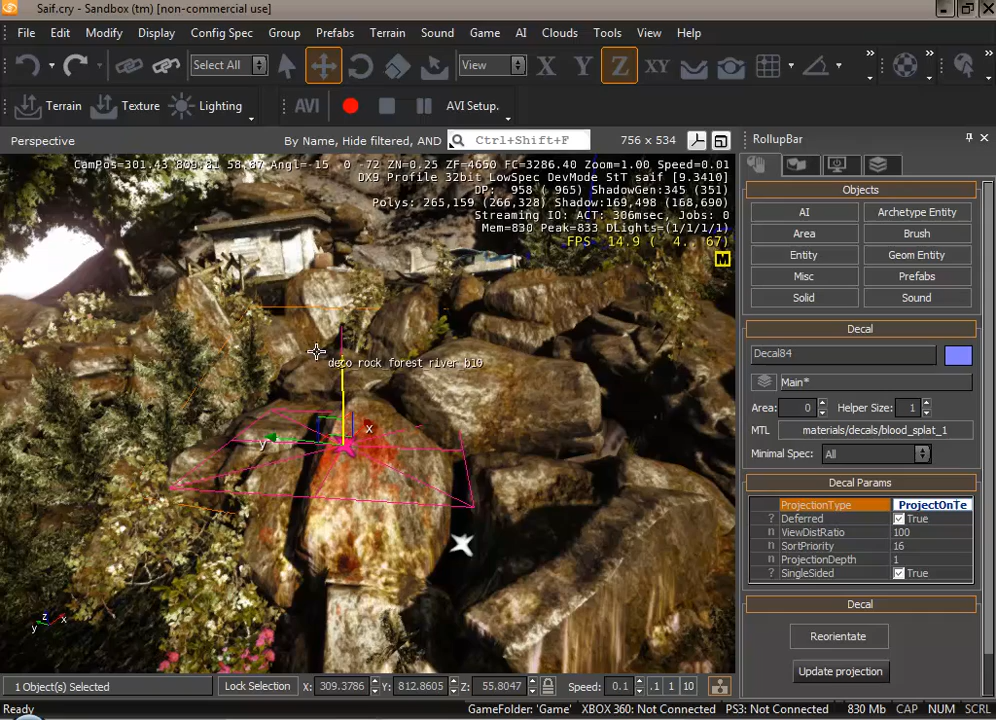 Saif.cry - Sandbox (tm) [non-commercial use]
File Edit Modify Display Config Spec Group Prefabs Terrain Sound Game AI Clouds Tools View Help
Select All View X Y Z XY
Terrain Texture Lighting AVI AVI Setup.
Perspective By Name, Hide filtered, AND Ctrl+Shift+F 756 x 534
RollupBar
CamPos=301.43 809.81 58.87 Angl=-15 0 -72 ZN=0.25 ZF=4650 FC=3286.40 Zoom=1.00 Speed=0.01
DX9 Profile 32bit LowSpec DevMode StT saif [9.3410]
DP: 958 ( 965) ShadowGen:345 (351)
Polys: 265,159 (266,328) Shadow:169,498 (168,690)
Streaming IO: ACT: 306msec, Jobs: 0
Mem=830 Peak=833 DLights=(1/1/1/1)
FPS 14.9 ( 4.. 67)
M
deco rock forest river b10
x
y
z
y x
Objects
AI Archetype Entity
Area Brush
Entity Geom Entity
Misc Prefabs
Solid Sound
Decal
Decal84
Main*
Area: 0 Helper Size: 1
MTL materials/decals/blood_splat_1
Minimal Spec: All
Decal Params
ProjectionType ProjectOnTe
? Deferred True
n ViewDistRatio 100
n SortPriority 16
n ProjectionDepth 1
? SingleSided True
Decal
Reorientate
Update projection
1 Object(s) Selected Lock Selection X: 309.3786 Y: 812.8605 Z: 55.8047 Speed: 0.1 .1 1 10
Ready GameFolder: 'Game' XBOX 360: Not Connected PS3: Not Connected 830 Mb CAP NUM SCRL